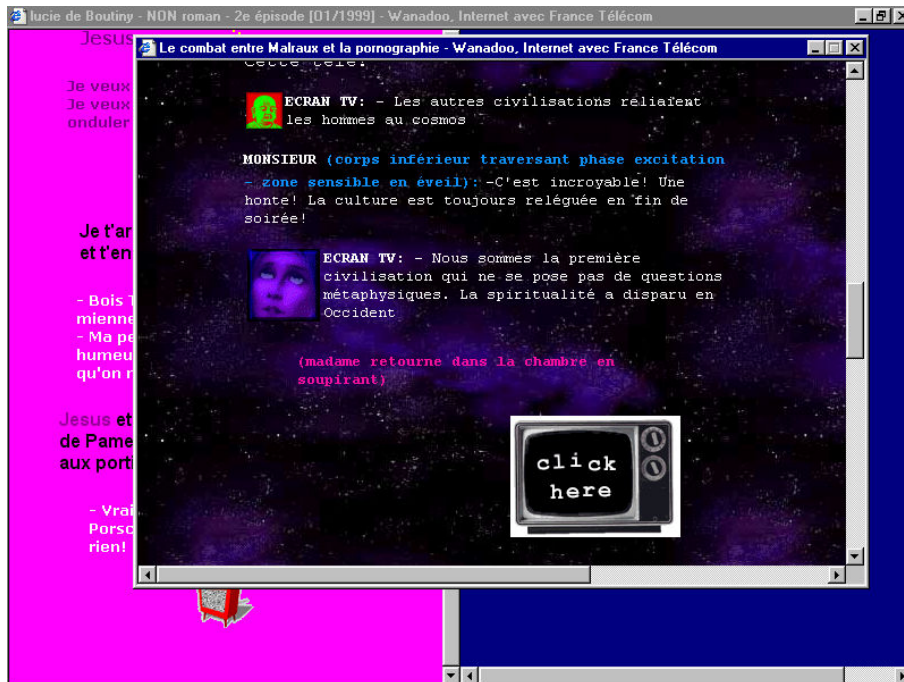 lucie de Boutiny - NON roman - 2e épisode [01/1999] - Wanadoo, Internet avec France Télécom
Jesus
Je veux
Je veux
onduler
Je t'ar
et t'en
- Bois T
mienne
- Ma pe
humeu
qu'on r
Jesus et
de Pame
aux porti
- Vrai
Porsc
rien!
Le combat entre Malraux et la pornographie - Wanadoo, Internet avec France Télécom
cette télé!
ECRAN TV: - Les autres civilisations reliaient
les hommes au cosmos
MONSIEUR (corps inférieur traversant phase excitation
- zone sensible en éveil): -C'est incroyable! Une
honte! La culture est toujours reléguée en fin de
soirée!
ECRAN TV: - Nous sommes la première
civilisation qui ne se pose pas de questions
métaphysiques. La spiritualité a disparu en
Occident
(madame retourne dans la chambre en
soupirant)
click
here